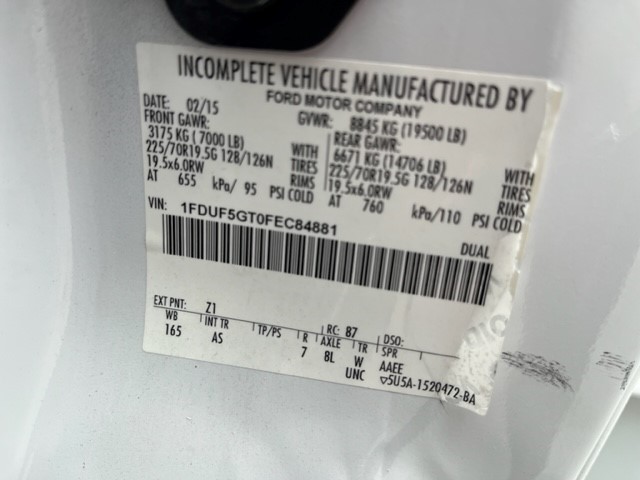 INCOMPLETE VEHICLE MANUFACTURED BY
FORD MOTOR COMPANY
DATE: 02/15 GVWR: 8845 KG (19500 LB)
FRONT GAWR: REAR GAWR:
3175 KG (7000 LB) WITH 6671 KG (14706 LB) WITH
225/70R19.5G 128/126N TIRES 225/70R19.5G 128/126N TIRES
19.5x6.0RW RIMS 19.5x6.0RW RIMS
AT 655 kPa/ 95 PSI COLD AT 760 kPa/110 PSI COLD
VIN: 1FDUF5GT0FEC84881 DUAL
EXT PNT: Z1 RC: 87 DSO:
WB INT TR TP/PS R AXLE TR SPR
165 AS 7 8L W AAEE
UNC ▽5U5A-1520472-BA